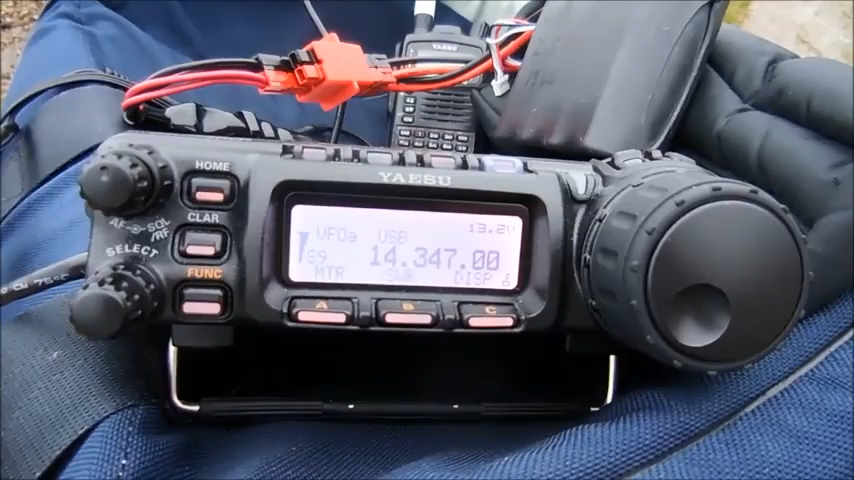 YAESU
HOME
YAESU
AF-SQL
/RF
CLAR
SELECT
FUNC
VFOa USB 13.2V
14.347.00
S9
MTR SWR DISP
A B C
75°C